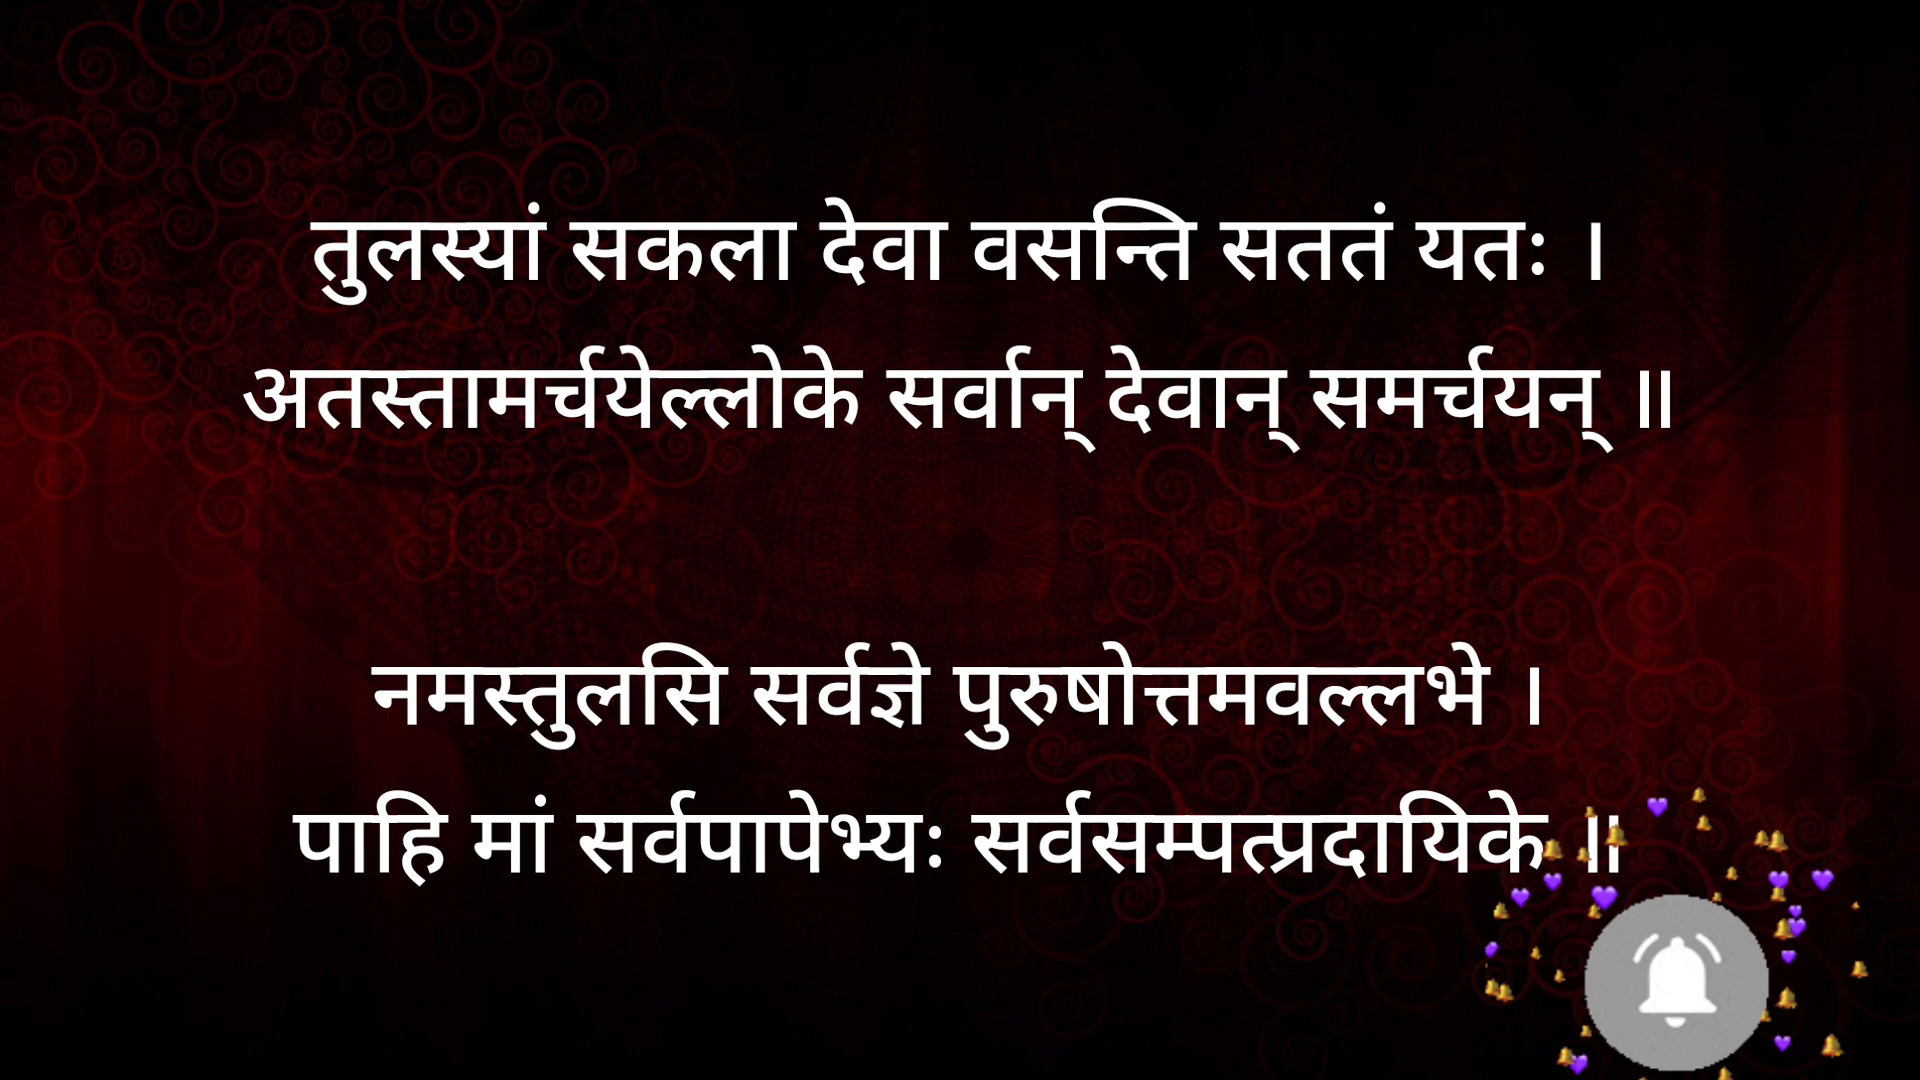 तुलस्यां सकला देवा वसन्ति सततं यतः ।
अतस्तामर्चयेल्लोके सर्वान् देवान् समर्चयन् ॥
नमस्तुलसि सर्वज्ञे पुरुषोत्तमवल्लभे ।
पाहि मां सर्वपापेभ्यः सर्वसम्पत्प्रदायिके ॥